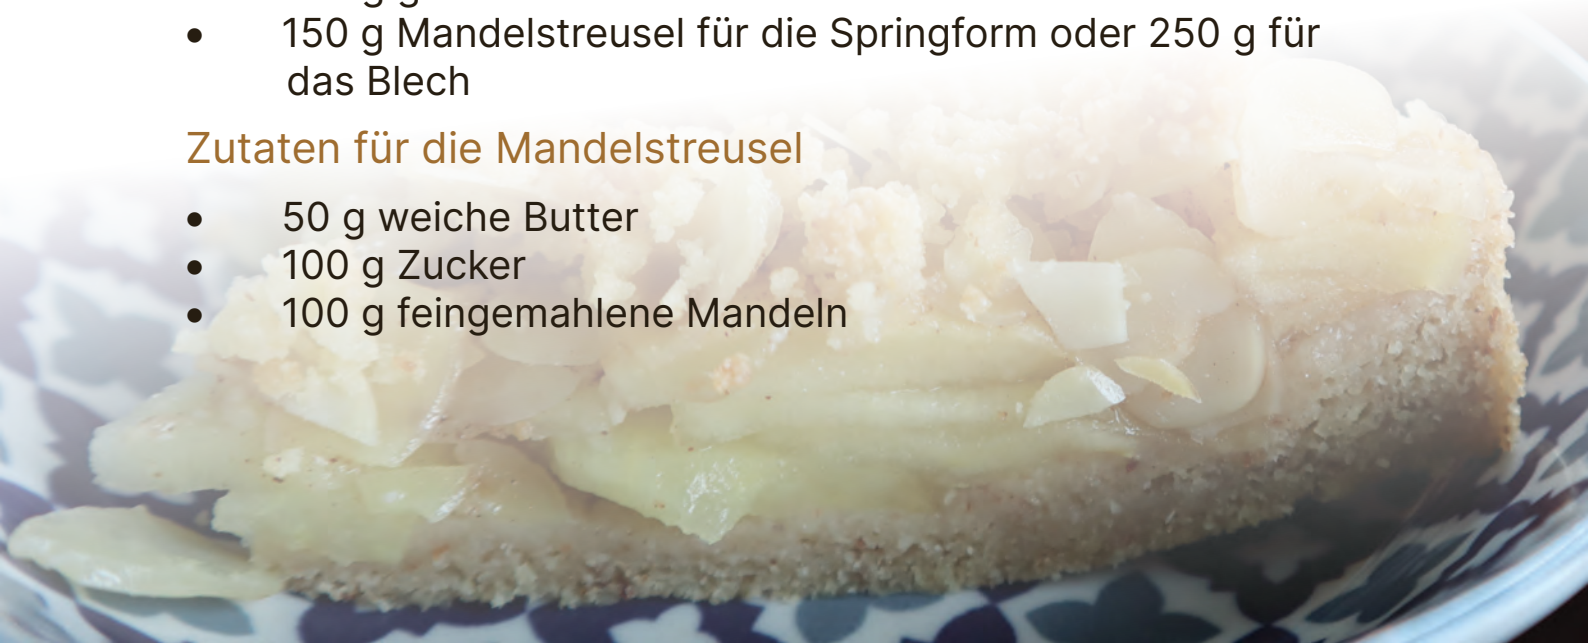 • 150 g Mandelstreusel für die Springform oder 250 g für
das Blech
Zutaten für die Mandelstreusel
• 50 g weiche Butter
• 100 g Zucker
• 100 g feingemahlene Mandeln